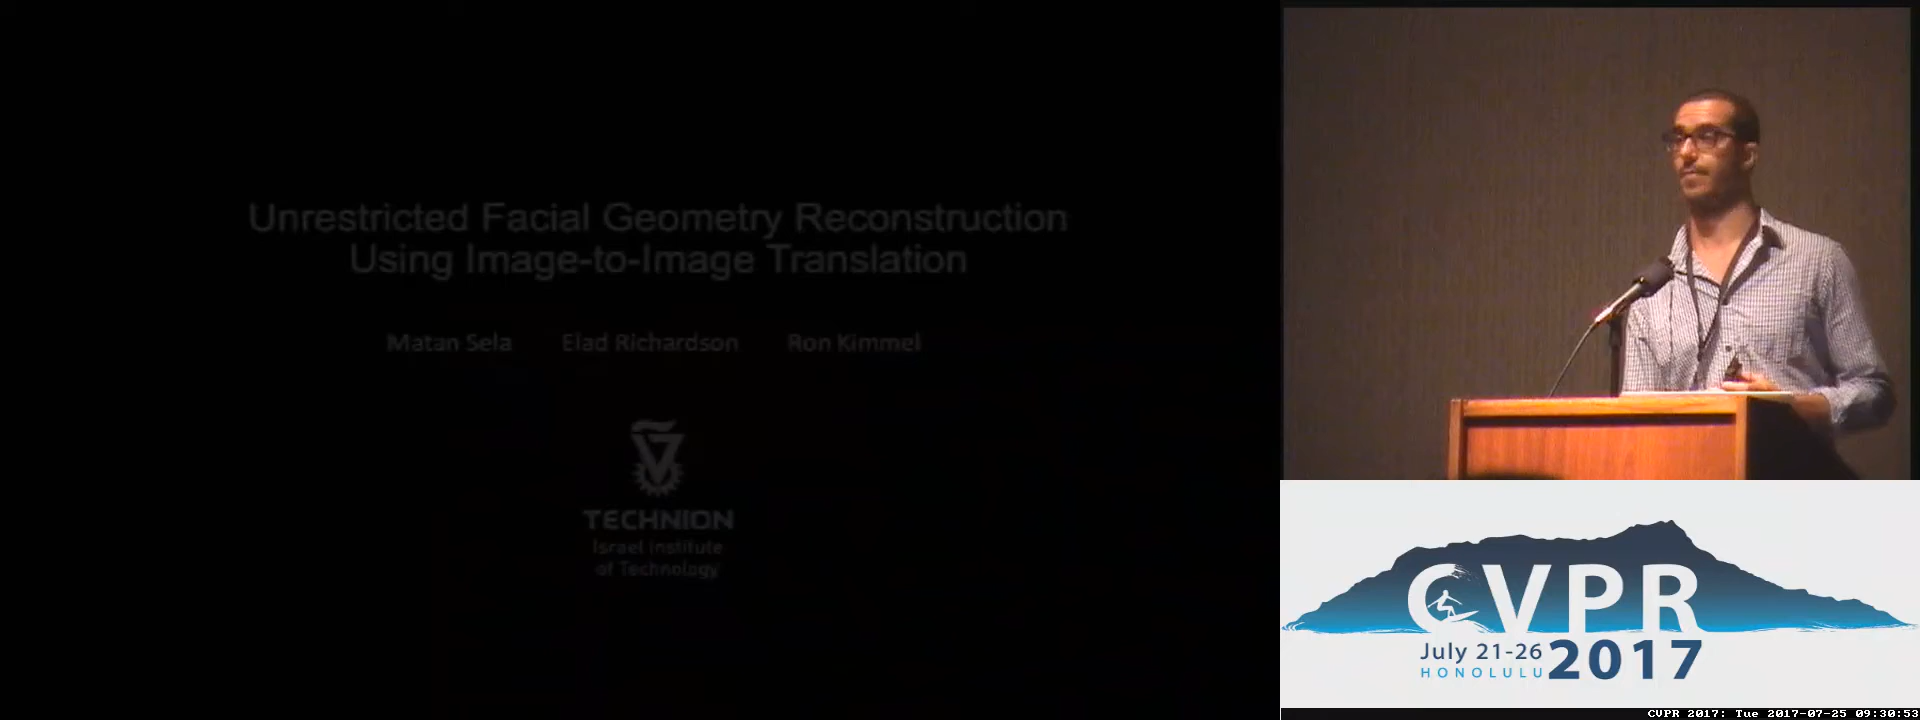 Unrestricted Facial Geometry Reconstruction
Using Image-to-Image Translation
Matan Sela Elad Richardson Ron Kimmel
TECHNION
Israel Institute
of Technology
CVPR
July 21-26
HONOLULU
2017
CVPR 2017: Tue 2017-07-25 09:30:53